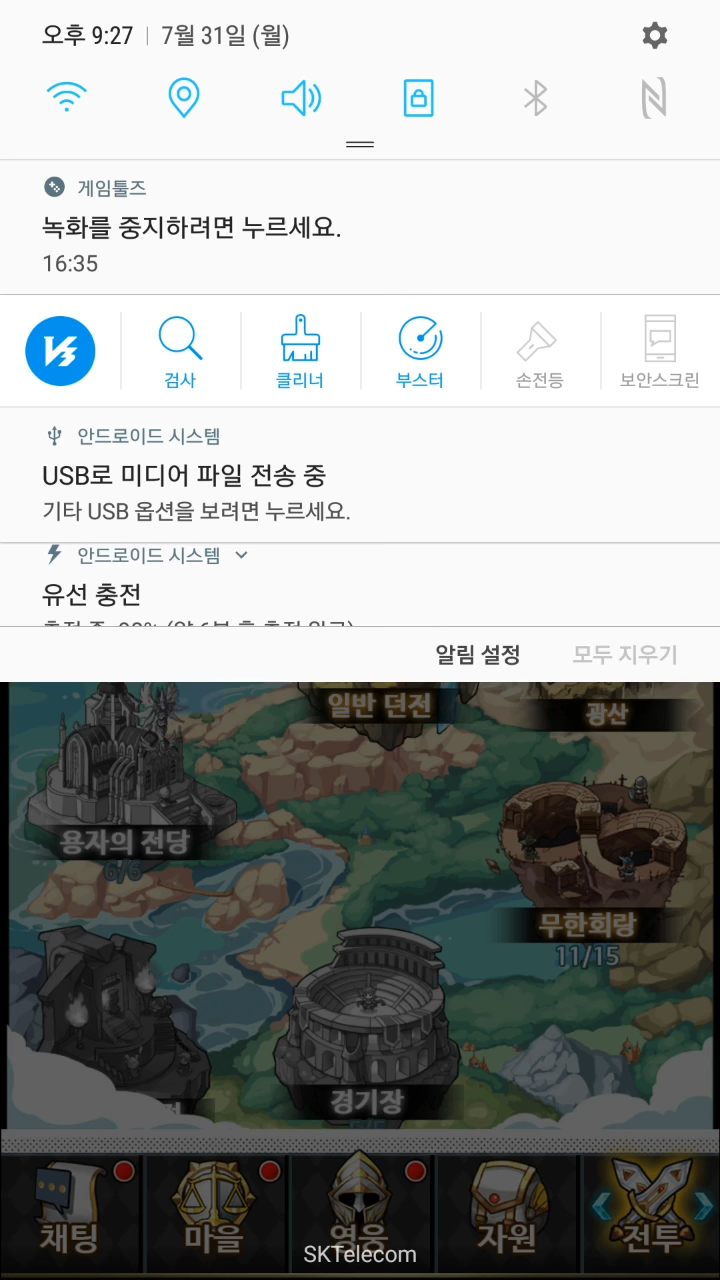 오후 9:27 | 7월 31일 (월)
게임툴즈
녹화를 중지하려면 누르세요.
16:35
V3
검사 클리너 부스터 손전등 보안스크린
안드로이드 시스템
USB로 미디어 파일 전송 중
기타 USB 옵션을 보려면 누르세요.
안드로이드 시스템
유선 충전
알림 설정 모두 지우기
일반 던전
광산
용자의 전당
6/6
무한회랑
11/15
경기장
채팅 마을 영웅 자원 전투
SKTelecom